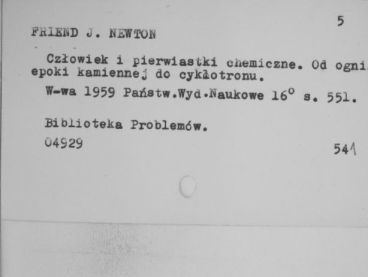 5
FRIEND J. NEWTON
Człowiek i pierwiastki chemiczne. Od ogni
epoki kamiennej do cyklotronu.
W-wa 1959 Państw.Wyd.Naukowe 16° s. 551.
Biblioteka Problemów.
04929
541